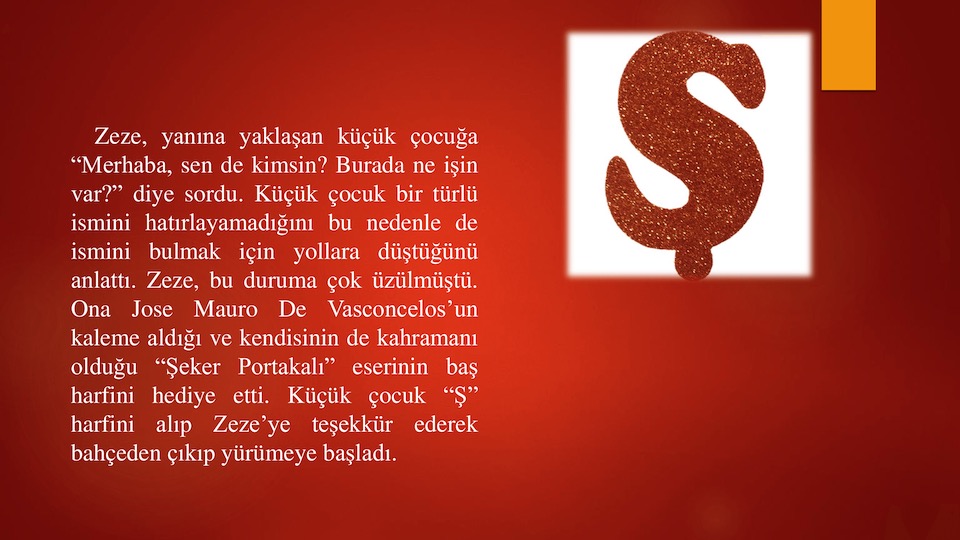 Zeze, yanına yaklaşan küçük çocuğa
“Merhaba, sen de kimsin? Burada ne işin
var?” diye sordu. Küçük çocuk bir türlü
ismini hatırlayamadığını bu nedenle de
ismini bulmak için yollara düştüğünü
anlattı. Zeze, bu duruma çok üzülmüştü.
Ona Jose Mauro De Vasconcelos’un
kaleme aldığı ve kendisinin de kahramanı
olduğu “Şeker Portakalı” eserinin baş
harfini hediye etti. Küçük çocuk “Ş”
harfini alıp Zeze’ye teşekkür ederek
bahçeden çıkıp yürümeye başladı.
Ş